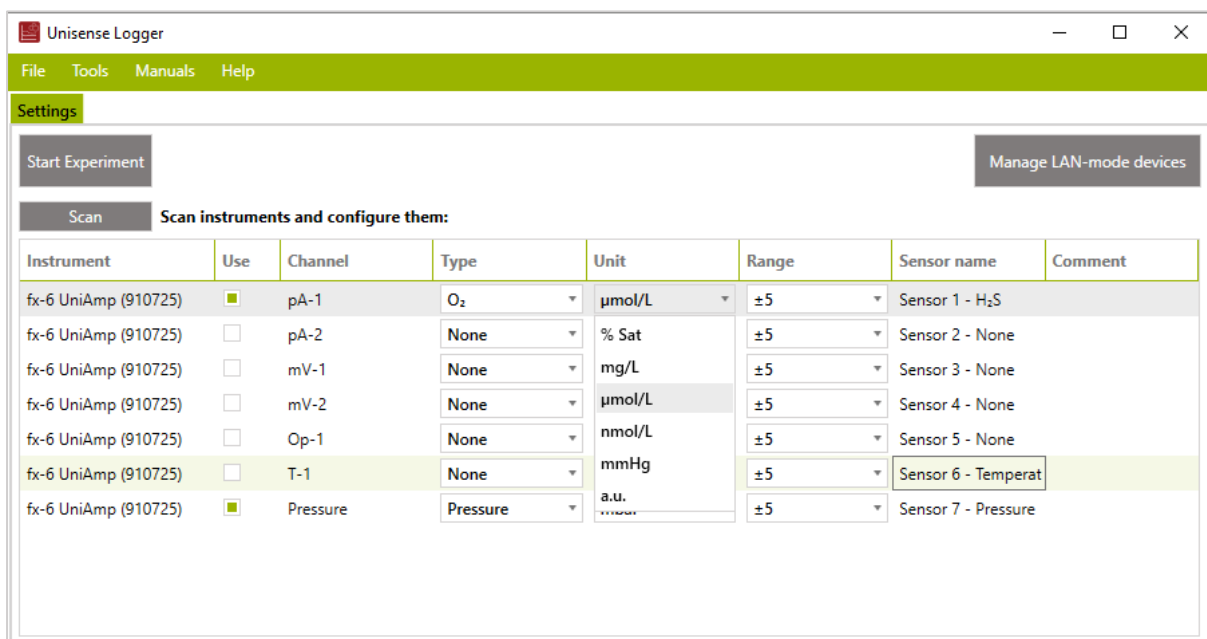 Unisense Logger
File Tools Manuals Help
Settings
Start Experiment Manage LAN-mode devices
Scan Scan instruments and configure them:
Instrument Use Channel Type Unit Range Sensor name Comment
fx-6 UniAmp (910725) pA-1 O₂ µmol/L ±5 Sensor 1 - H₂S
fx-6 UniAmp (910725) pA-2 None % Sat ±5 Sensor 2 - None
fx-6 UniAmp (910725) mV-1 None mg/L ±5 Sensor 3 - None
fx-6 UniAmp (910725) mV-2 None µmol/L ±5 Sensor 4 - None
fx-6 UniAmp (910725) Op-1 None nmol/L ±5 Sensor 5 - None
fx-6 UniAmp (910725) T-1 None mmHg ±5 Sensor 6 - Temperat
a.u.
fx-6 UniAmp (910725) Pressure Pressure mbar ±5 Sensor 7 - Pressure